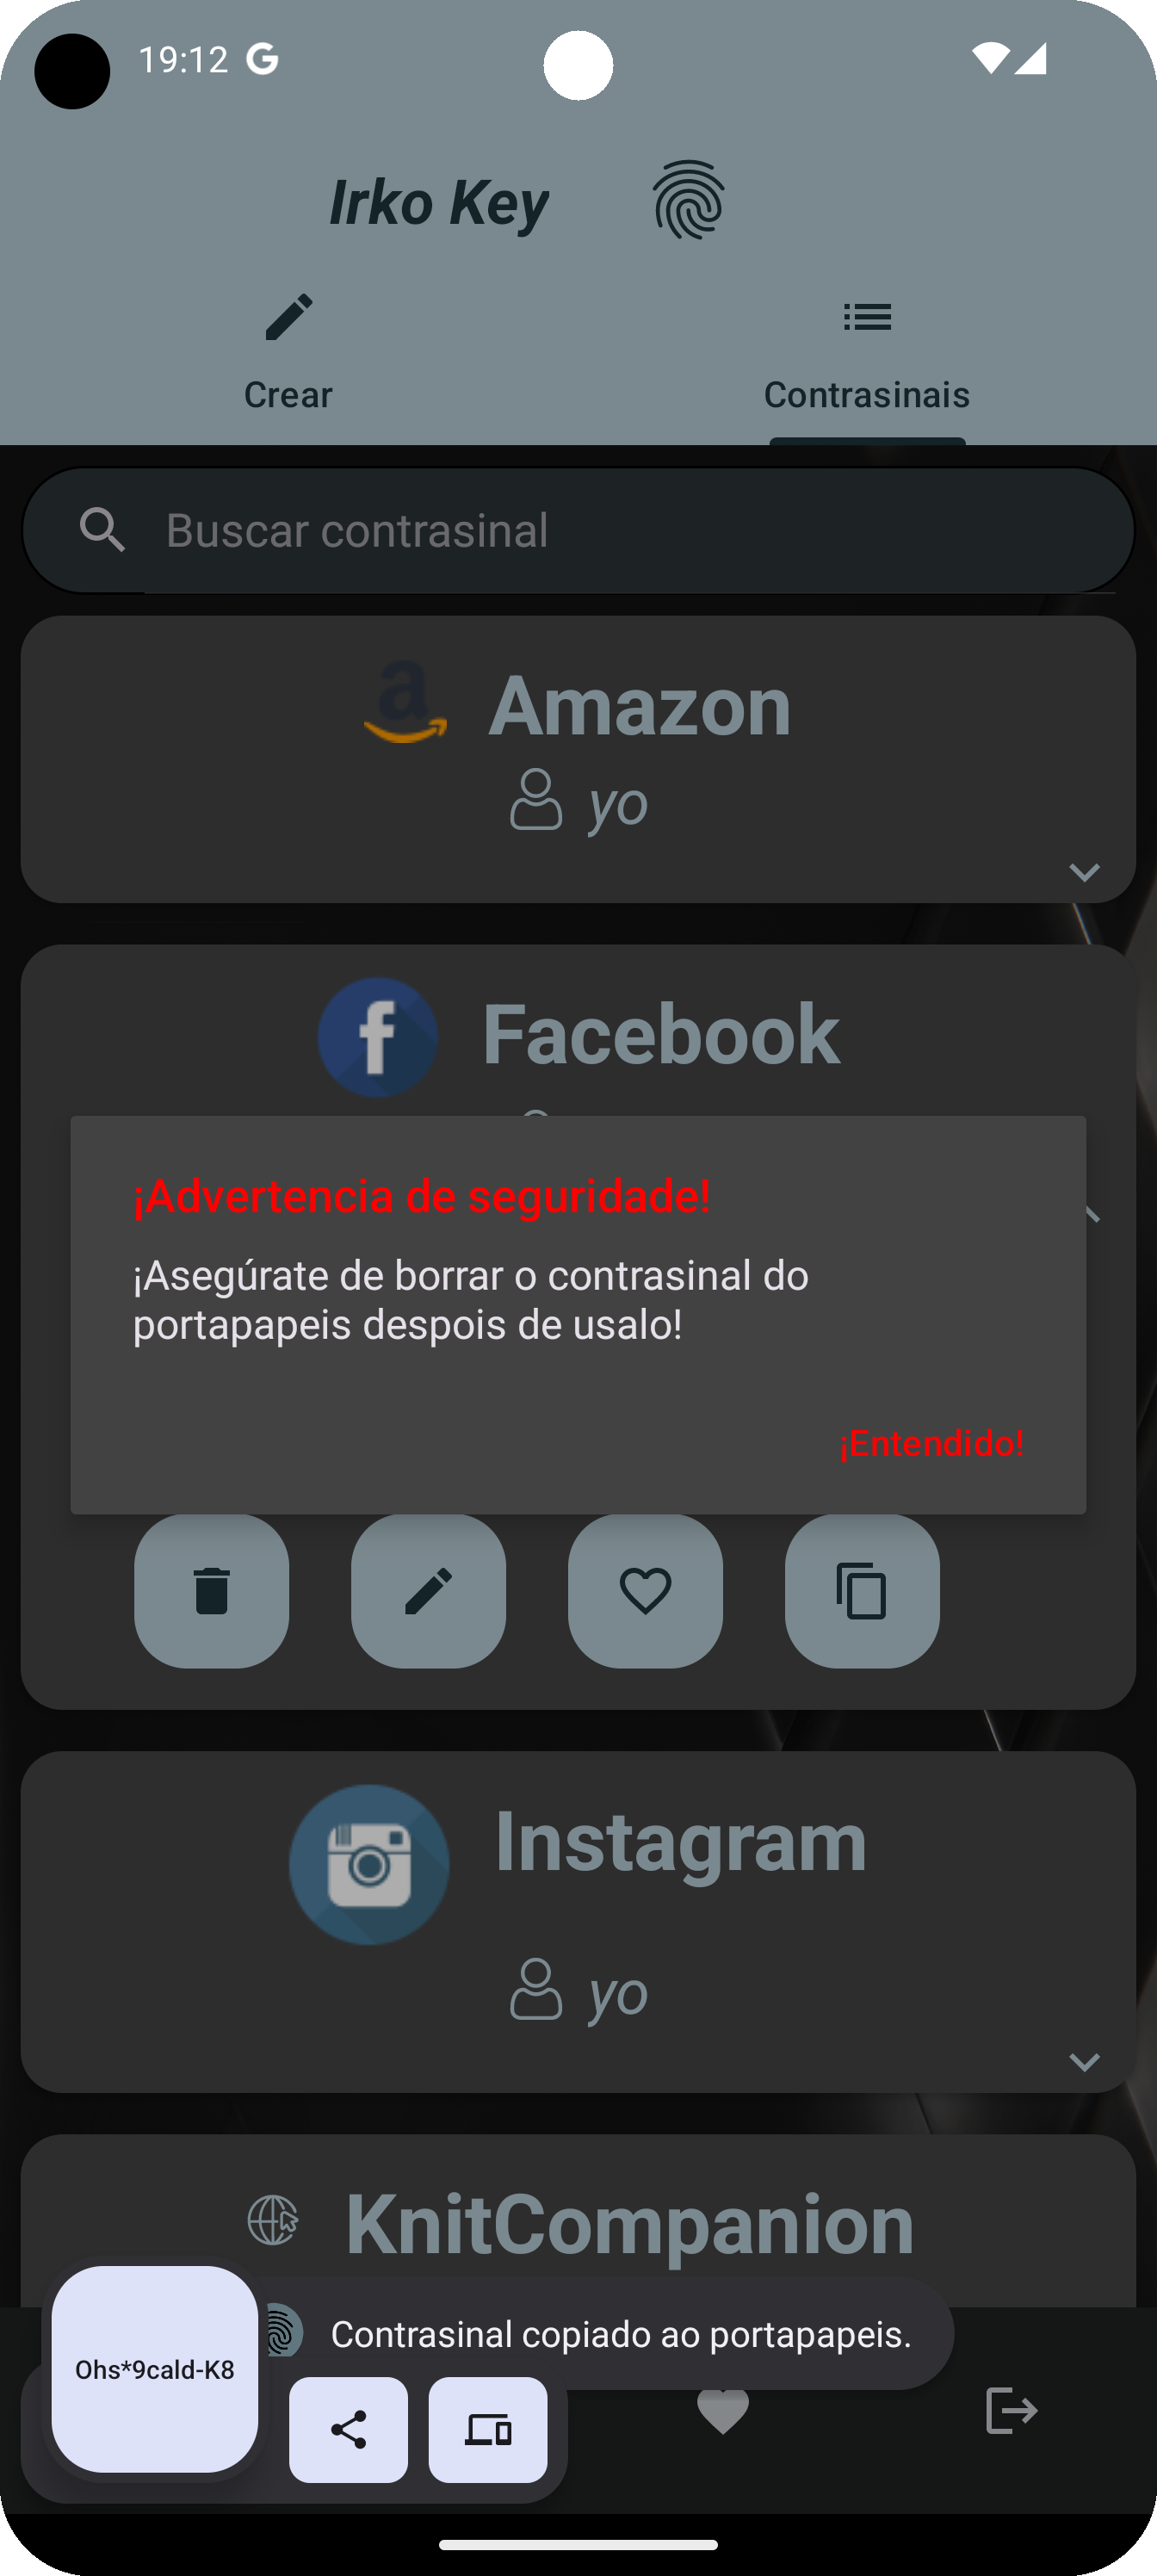 19:12
Irko Key
Crear
Contrasinais
Buscar contrasinal
Amazon
yo
Facebook
¡Advertencia de seguridade!
¡Asegúrate de borrar o contrasinal do
portapapeis despois de usalo!
¡Entendido!
Instagram
yo
KnitCompanion
Contrasinal copiado ao portapapeis.
Ohs*9cald-K8